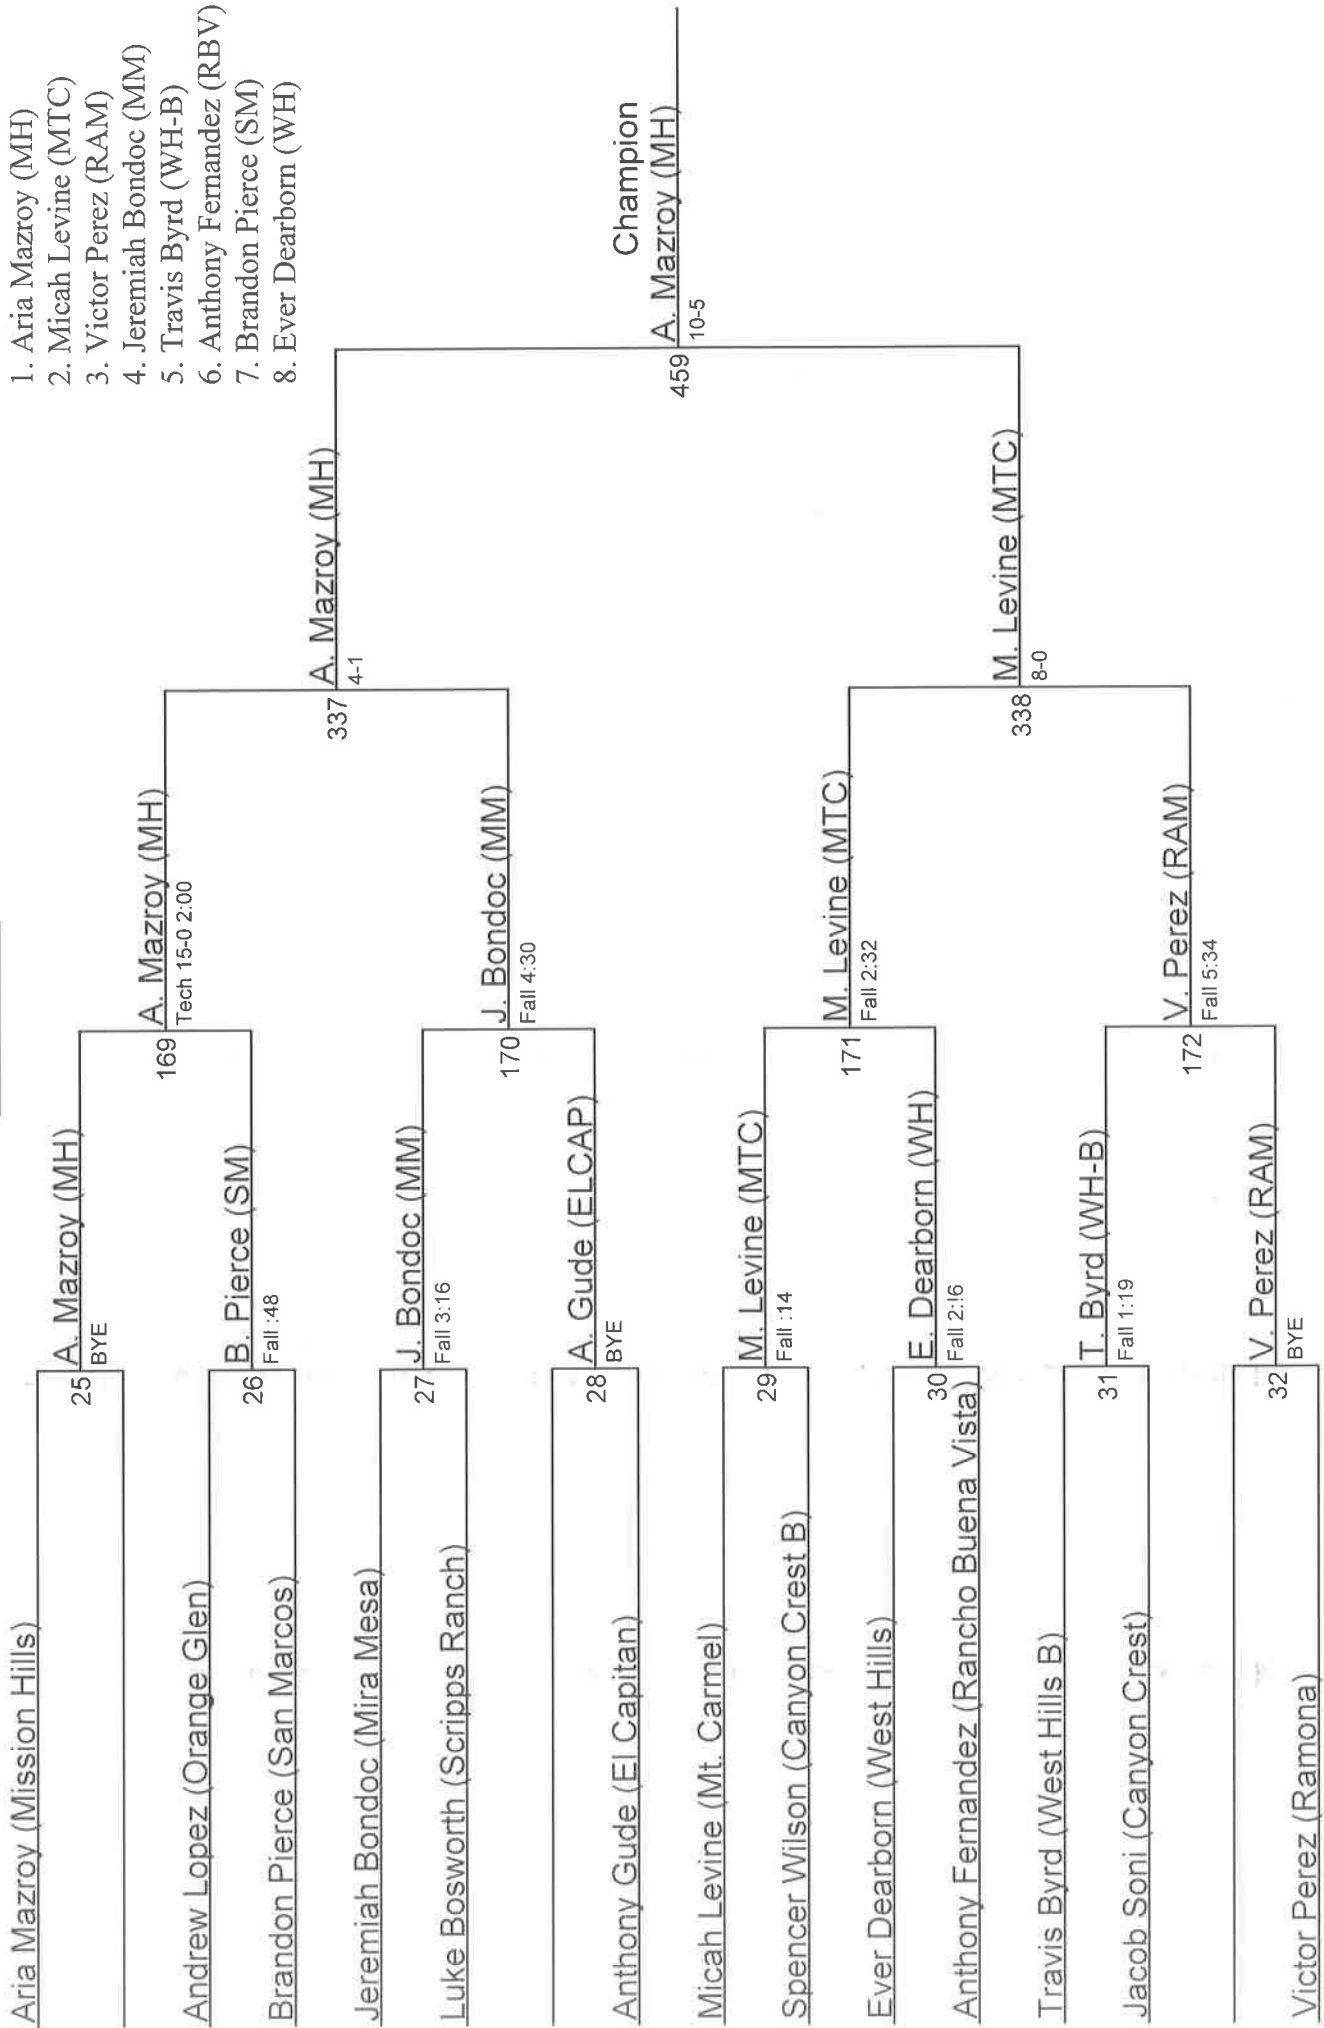 1. Aria Mazroy (MH)
2. Micah Levine (MTC)
3. Victor Perez (RAM)
4. Jeremiah Bondoc (MM)
5. Travis Byrd (WH-B)
6. Anthony Fernandez (RBV)
7. Brandon Pierce (SM)
8. Ever Dearborn (WH)
Aria Mazroy (Mission Hills)
25
A. Mazroy (MH)
BYE
Andrew Lopez (Orange Glen)
Brandon Pierce (San Marcos)
26
B. Pierce (SM)
Fall :48
169
A. Mazroy (MH)
Tech 15-0 2:00
Jeremiah Bondoc (Mira Mesa)
Luke Bosworth (Scripps Ranch)
27
J. Bondoc (MM)
Fall 3:16
Anthony Gude (El Capitan)
28
A. Gude (ELCAP)
BYE
170
J. Bondoc (MM)
Fall 4:30
337
A. Mazroy (MH)
4-1
Micah Levine (Mt. Carmel)
Spencer Wilson (Canyon Crest B)
29
M. Levine (MTC)
Fall :14
Ever Dearborn (West Hills)
Anthony Fernandez (Rancho Buena Vista)
30
E. Dearborn (WH)
Fall 2:!6
171
M. Levine (MTC)
Fall 2:32
Travis Byrd (West Hills B)
Jacob Soni (Canyon Crest)
31
T. Byrd (WH-B)
Fall 1:19
Victor Perez (Ramona)
32
V. Perez (RAM)
BYE
172
V. Perez (RAM)
Fall 5:34
338
M. Levine (MTC)
8-0
459
Champion
A. Mazroy (MH)
10-5